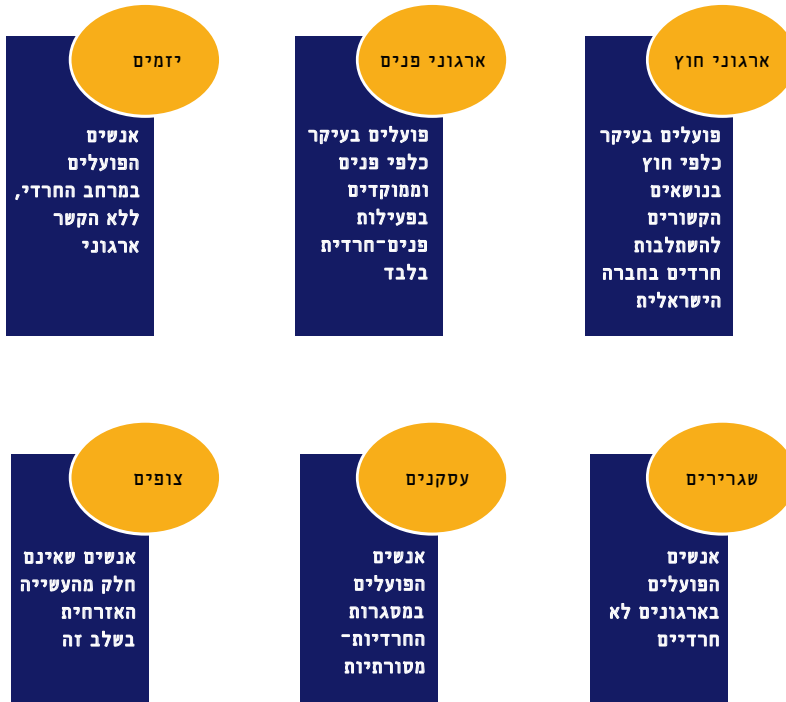 ארגוני חוץ
פועלים בעיקר
כלפי חוץ
בנושאים
הקשורים
להשתלבות
חרדים בחברה
הישראלית
ארגוני פנים
פועלים בעיקר
כלפי פנים
וממוקדים
בפעילות
פנים-חרדית
בלבד
יזמים
אנשים
הפועלים
במרחב החרדי,
ללא הקשר
ארגוני
שגרירים
אנשים
הפועלים
בארגונים לא
חרדיים
עסקנים
אנשים
הפועלים
במסגרות
החרדיות-
מסורתיות
צופים
אנשים שאינם
חלק מהעשייה
האזרחית
בשלב זה